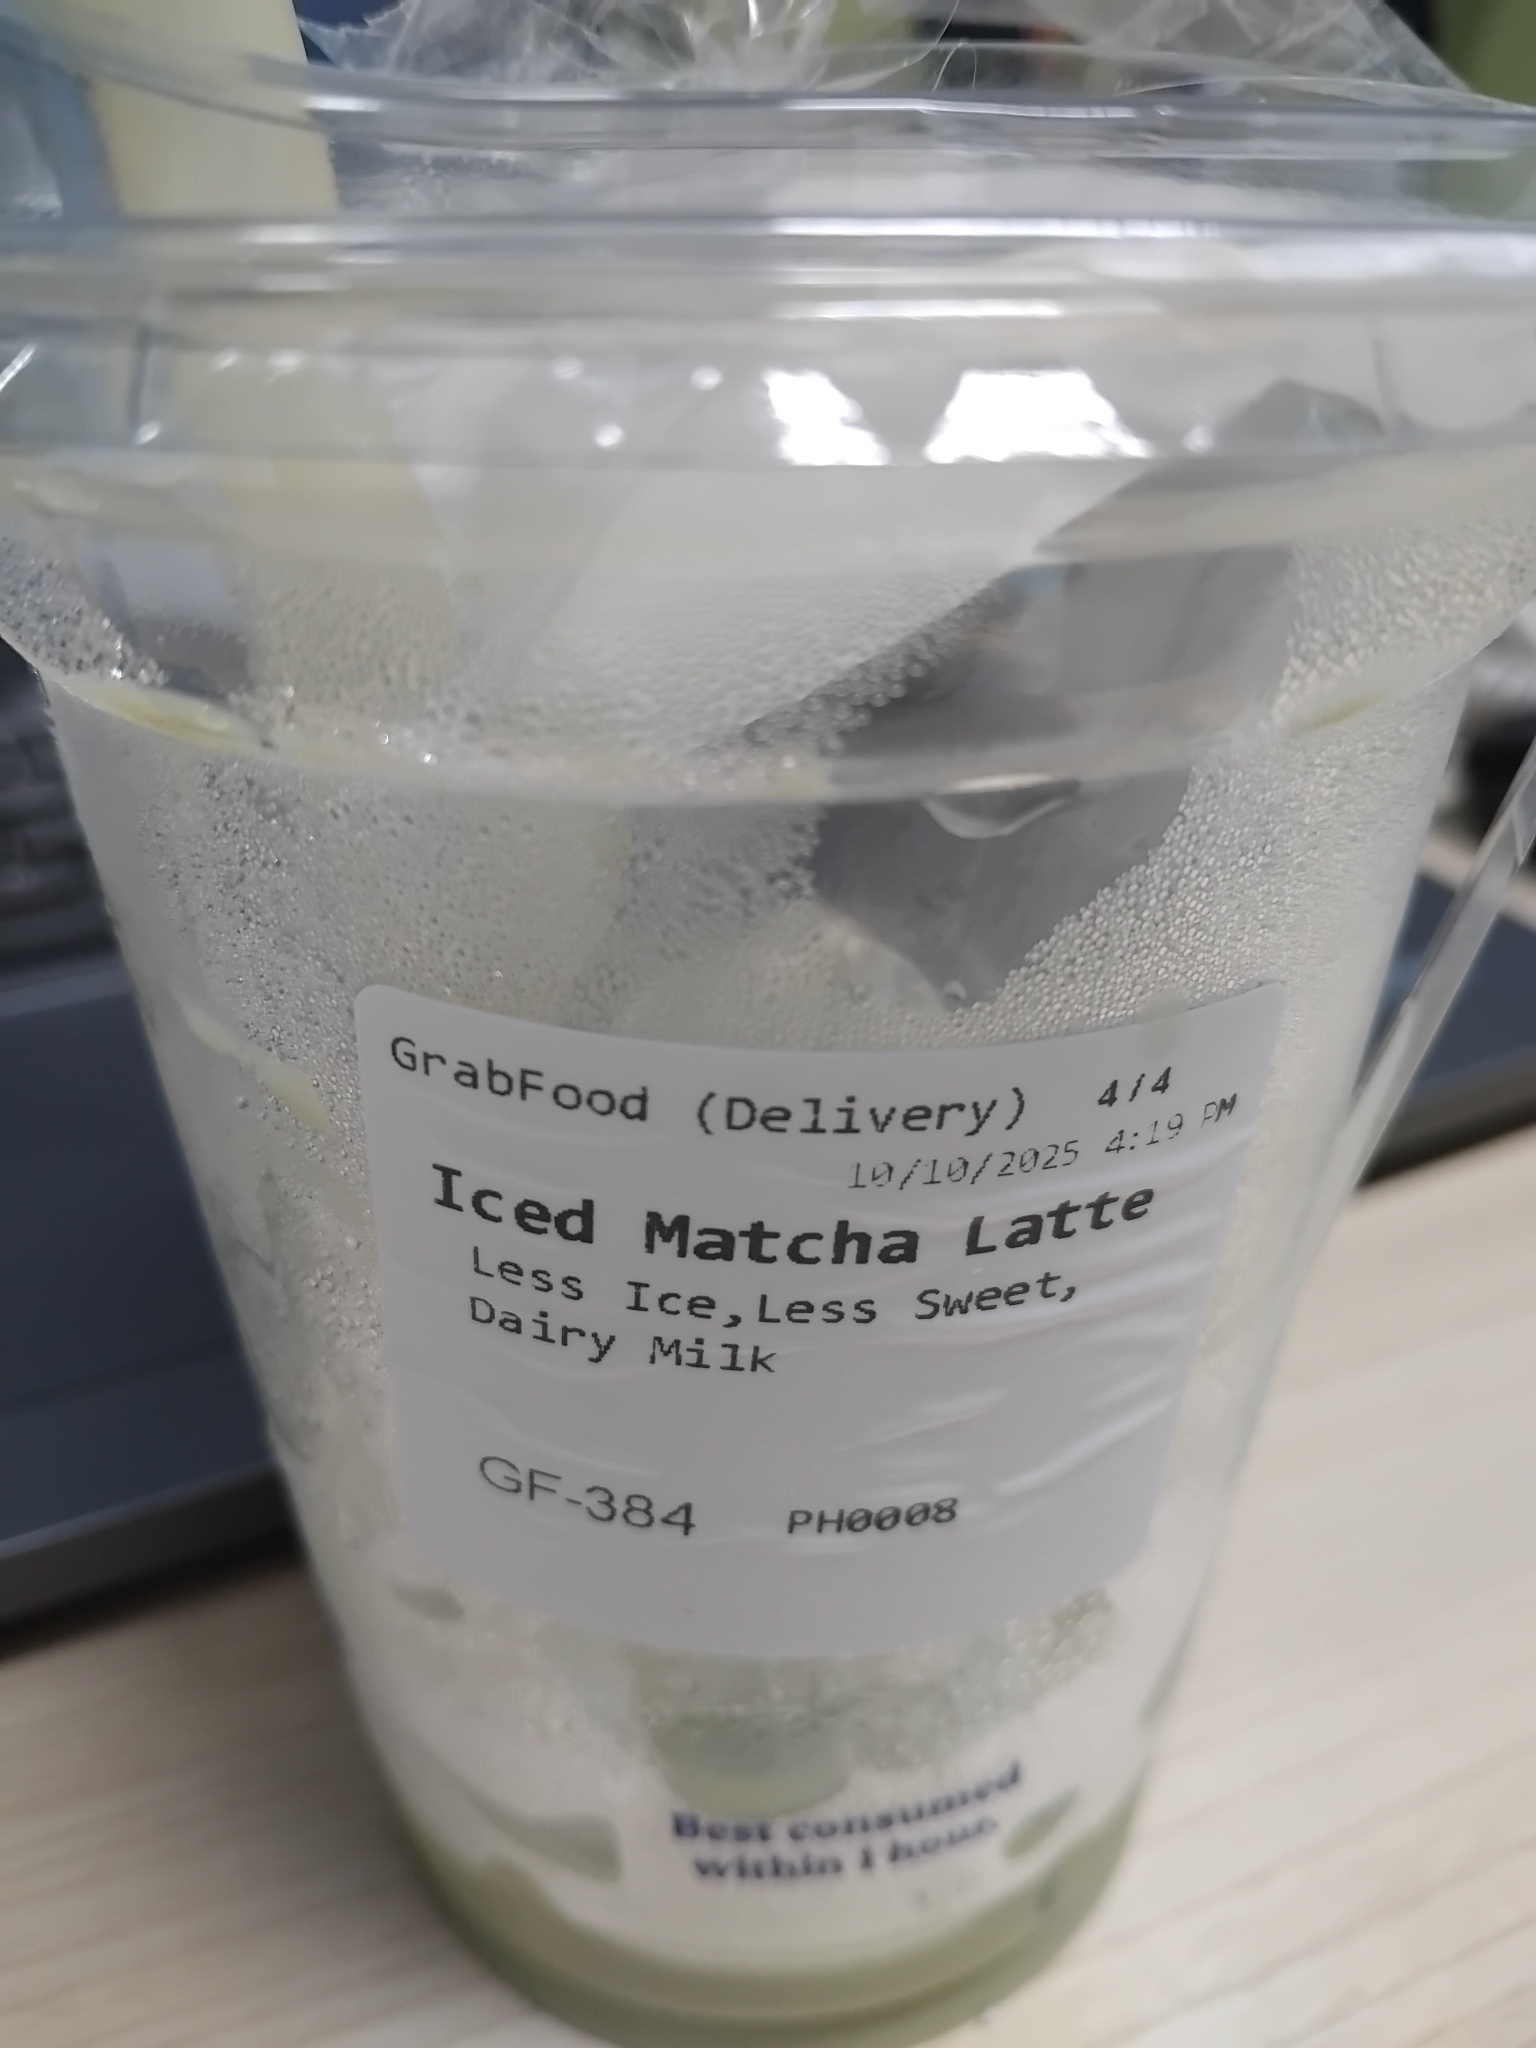 GrabFood (Delivery) 4/4
10/10/2025 4:19 PM
Iced Matcha Latte
Less Ice,Less Sweet,
Dairy Milk
GF-384 PH0008
Best consumed
within 1 hour.